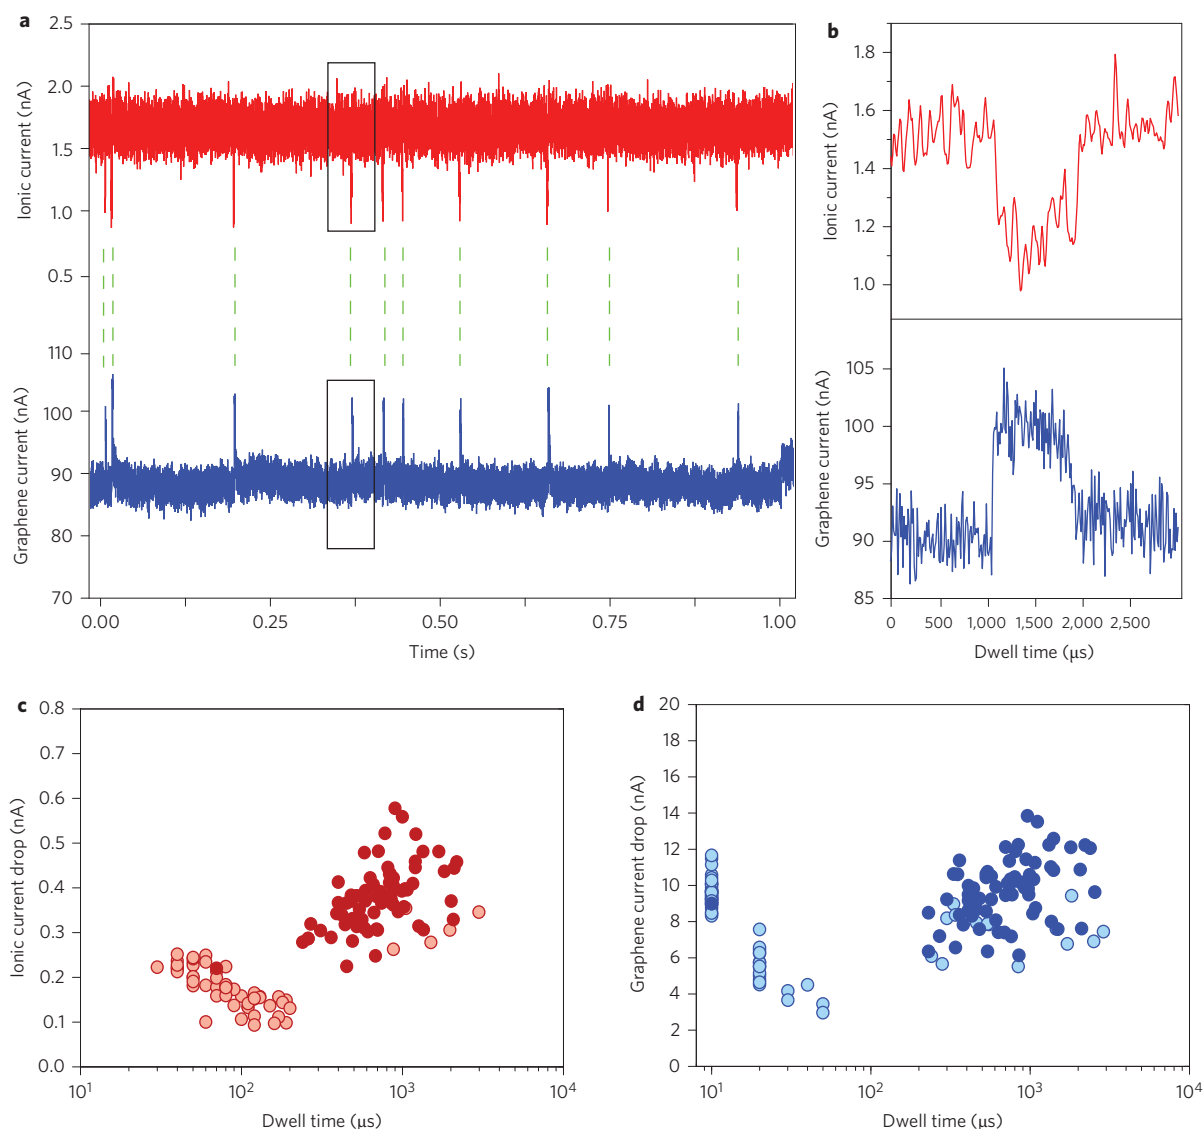 a
2.5
2.0
1.5
1.0
0.5
Ionic current (nA)
110
100
90
80
70
Graphene current (nA)
0.00 0.25 0.50 0.75 1.00
Time (s)
b
1.8
1.6
1.4
1.2
1.0
Ionic current (nA)
105
100
95
90
85
Graphene current (nA)
0 500 1,000 1,500 2,000 2,500
Dwell time (μs)
c
0.8
0.7
0.6
0.5
0.4
0.3
0.2
0.1
0.0
Ionic current drop (nA)
10¹ 10² 10³ 10⁴
Dwell time (μs)
d
20
18
16
14
12
10
8
6
4
2
0
Graphene current drop (nA)
10¹ 10² 10³ 10⁴
Dwell time (μs)